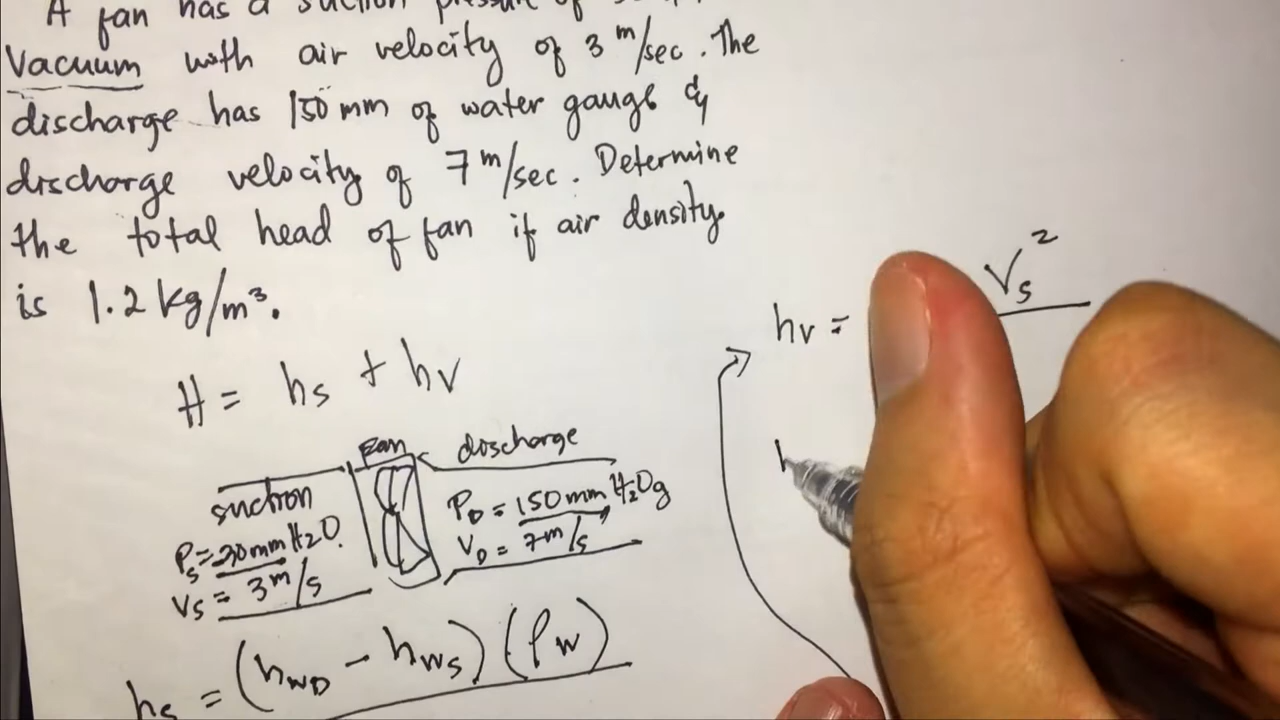 A fan has a suction pressure of
Vacuum with air velocity of 3 m/sec. The
discharge has 150 mm of water gauge &
discharge velocity of 7 m/sec. Determine
the total head of fan if air density
is 1.2 kg/m³.
H = hs + hv
Fan
discharge
suction
Ps = 30 mm H2O
Vs = 3 m/s
PD = 150 mm H2Og
VD = 7 m/s
hs = (hWD - hWS) (ρw)
hv =
Vs²